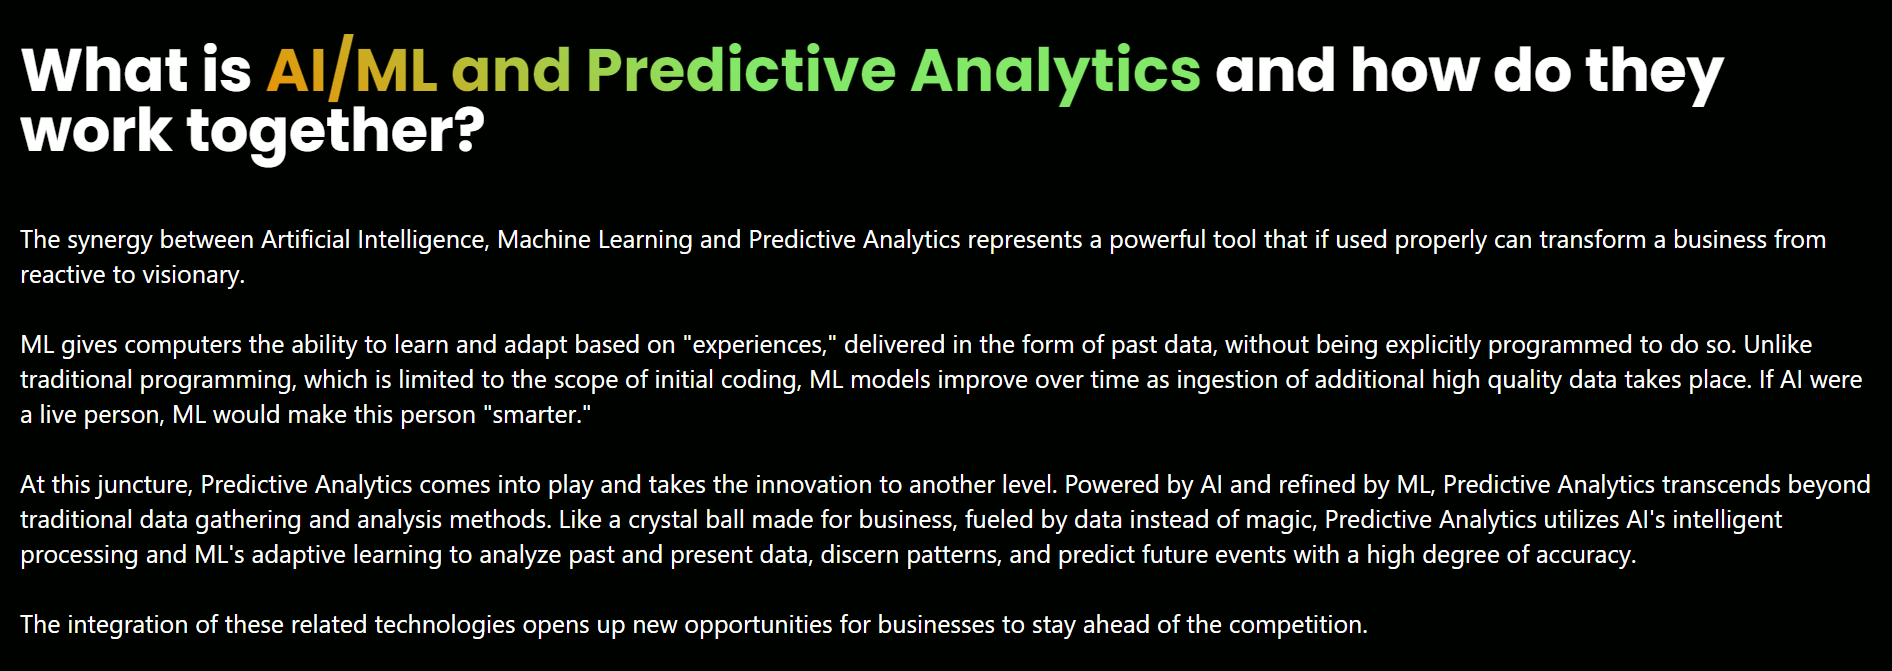 What is AI/ML and Predictive Analytics and how do they
work together?
The synergy between Artificial Intelligence, Machine Learning and Predictive Analytics represents a powerful tool that if used properly can transform a business from
reactive to visionary.
ML gives computers the ability to learn and adapt based on "experiences," delivered in the form of past data, without being explicitly programmed to do so. Unlike
traditional programming, which is limited to the scope of initial coding, ML models improve over time as ingestion of additional high quality data takes place. If AI were
a live person, ML would make this person "smarter."
At this juncture, Predictive Analytics comes into play and takes the innovation to another level. Powered by AI and refined by ML, Predictive Analytics transcends beyond
traditional data gathering and analysis methods. Like a crystal ball made for business, fueled by data instead of magic, Predictive Analytics utilizes AI's intelligent
processing and ML's adaptive learning to analyze past and present data, discern patterns, and predict future events with a high degree of accuracy.
The integration of these related technologies opens up new opportunities for businesses to stay ahead of the competition.